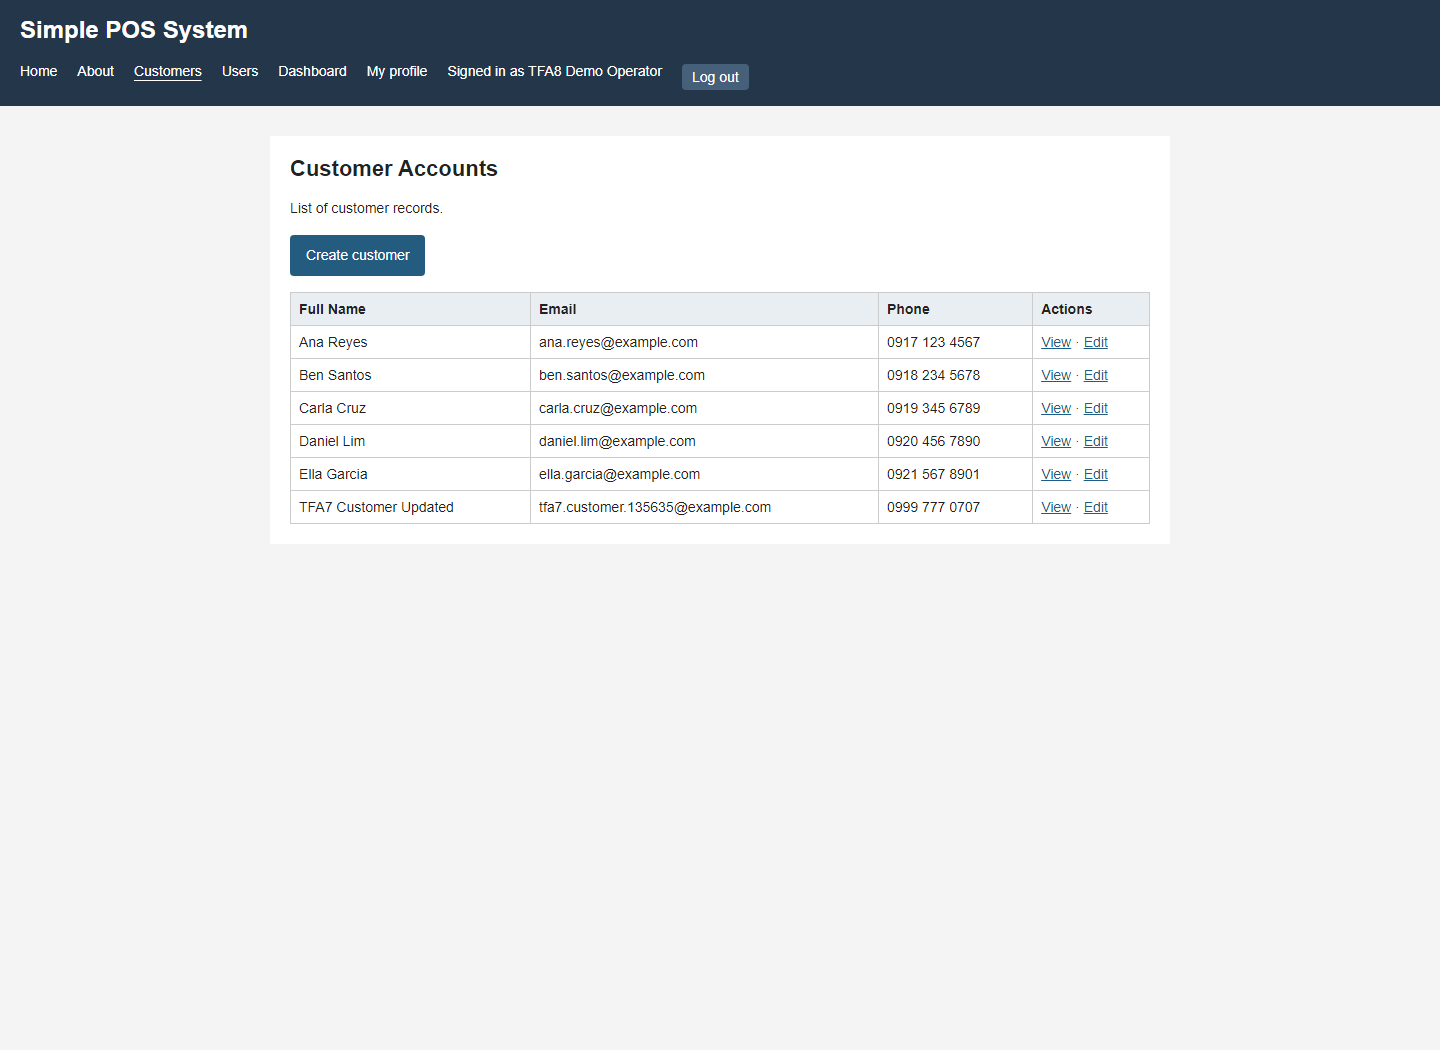 Simple POS System
Home About Customers Users Dashboard My profile Signed in as TFA8 Demo Operator Log out
Customer Accounts
List of customer records.
Create customer
Full Name Email Phone Actions
Ana Reyes ana.reyes@example.com 0917 123 4567 View · Edit
Ben Santos ben.santos@example.com 0918 234 5678 View · Edit
Carla Cruz carla.cruz@example.com 0919 345 6789 View · Edit
Daniel Lim daniel.lim@example.com 0920 456 7890 View · Edit
Ella Garcia ella.garcia@example.com 0921 567 8901 View · Edit
TFA7 Customer Updated tfa7.customer.135635@example.com 0999 777 0707 View · Edit